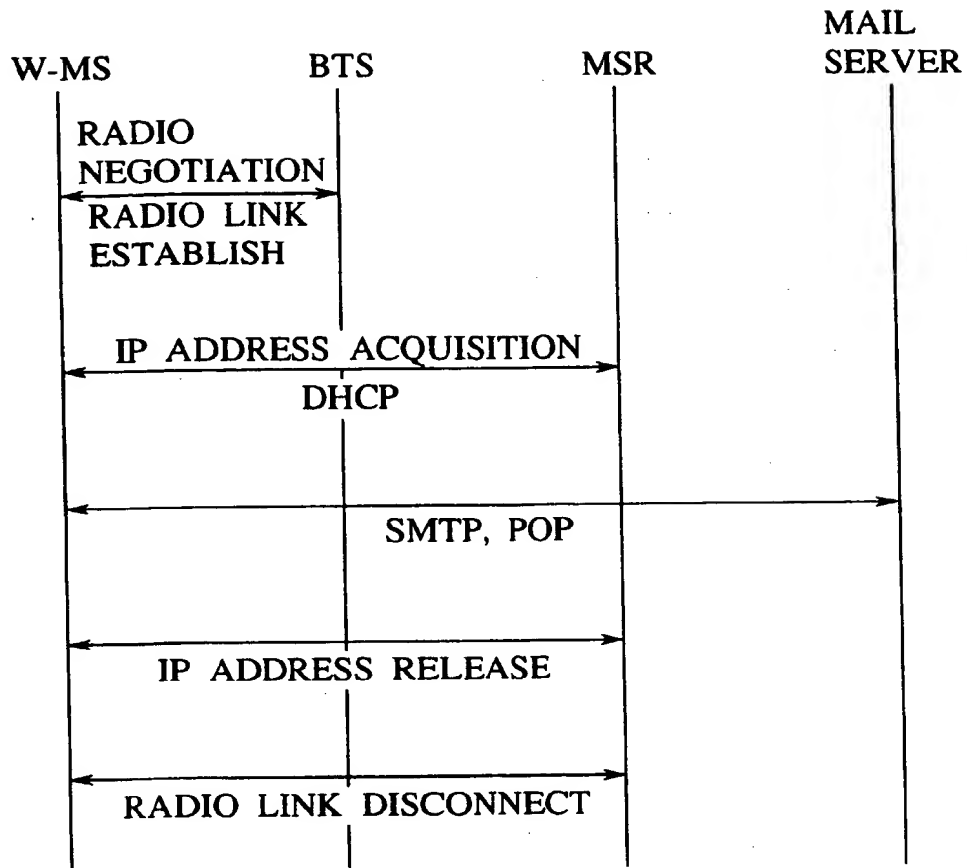 W-MS
BTS
MSR
MAIL
SERVER
RADIO
NEGOTIATION
RADIO LINK
ESTABLISH
IP ADDRESS ACQUISITION
DHCP
SMTP, POP
IP ADDRESS RELEASE
RADIO LINK DISCONNECT